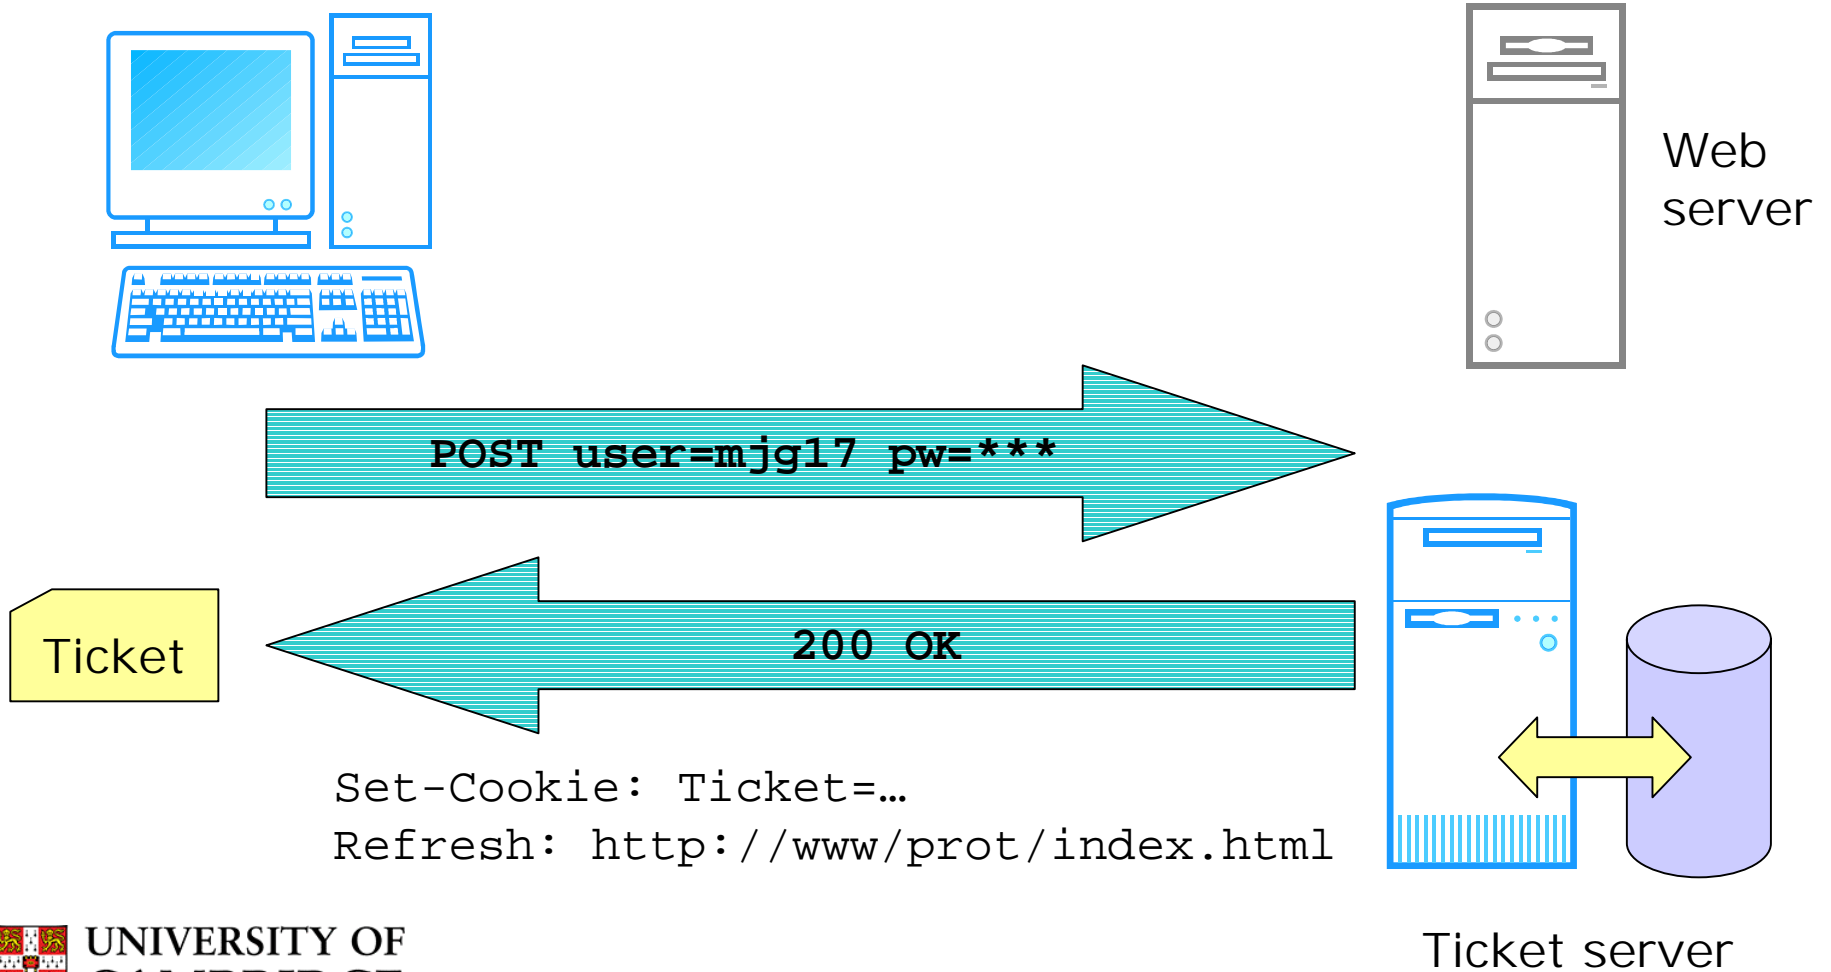 Web
server
POST user=mjg17 pw=***
Ticket
200 OK
Set-Cookie: Ticket=…
Refresh: http://www/prot/index.html
UNIVERSITY OF
CAMBRIDGE
Ticket server